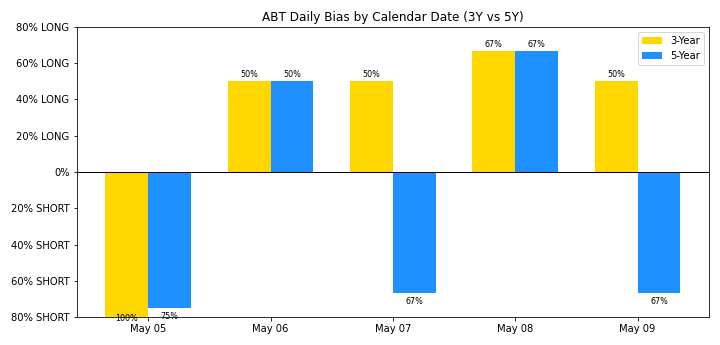 ABT Daily Bias by Calendar Date (3Y vs 5Y)
80% LONG
60% LONG
40% LONG
20% LONG
0%
20% SHORT
40% SHORT
60% SHORT
80% SHORT
3-Year
5-Year
100%
75%
50%
50%
50%
67%
67%
67%
50%
67%
May 05
May 06
May 07
May 08
May 09